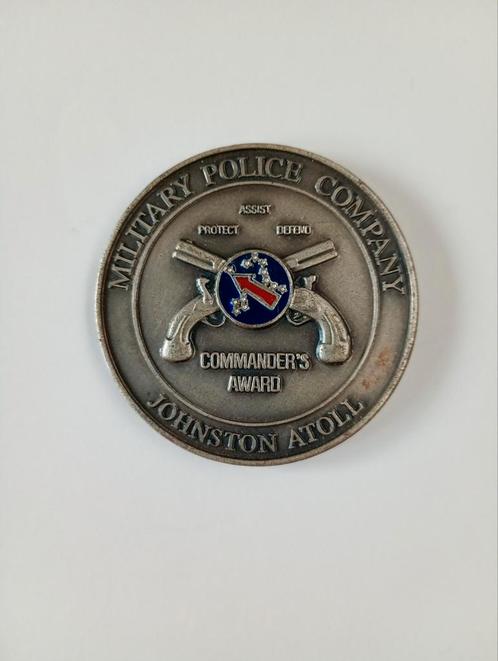 MILITARY POLICE COMPANY
ASSIST
PROTECT DEFEND
COMMANDER'S
AWARD
JOHNSTON ATOLL